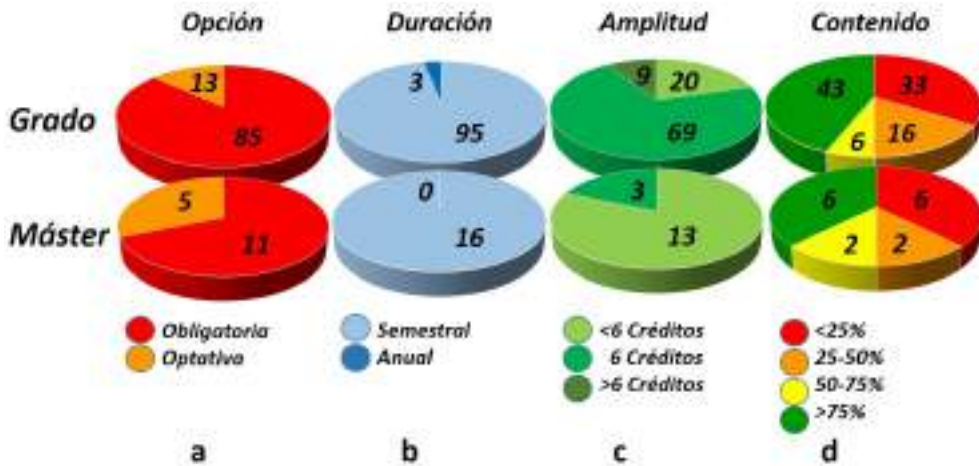 Opción Duración Amplitud Contenido
Grado 13 85 3 95 9 20 69 43 33 6 16
Máster 5 11 0 16 3 13 6 6 2 2
Obligatoria Semestral <6 Créditos <25%
Optativa Anual 6 Créditos 25-50%
>6 Créditos 50-75%
>75%
a b c d